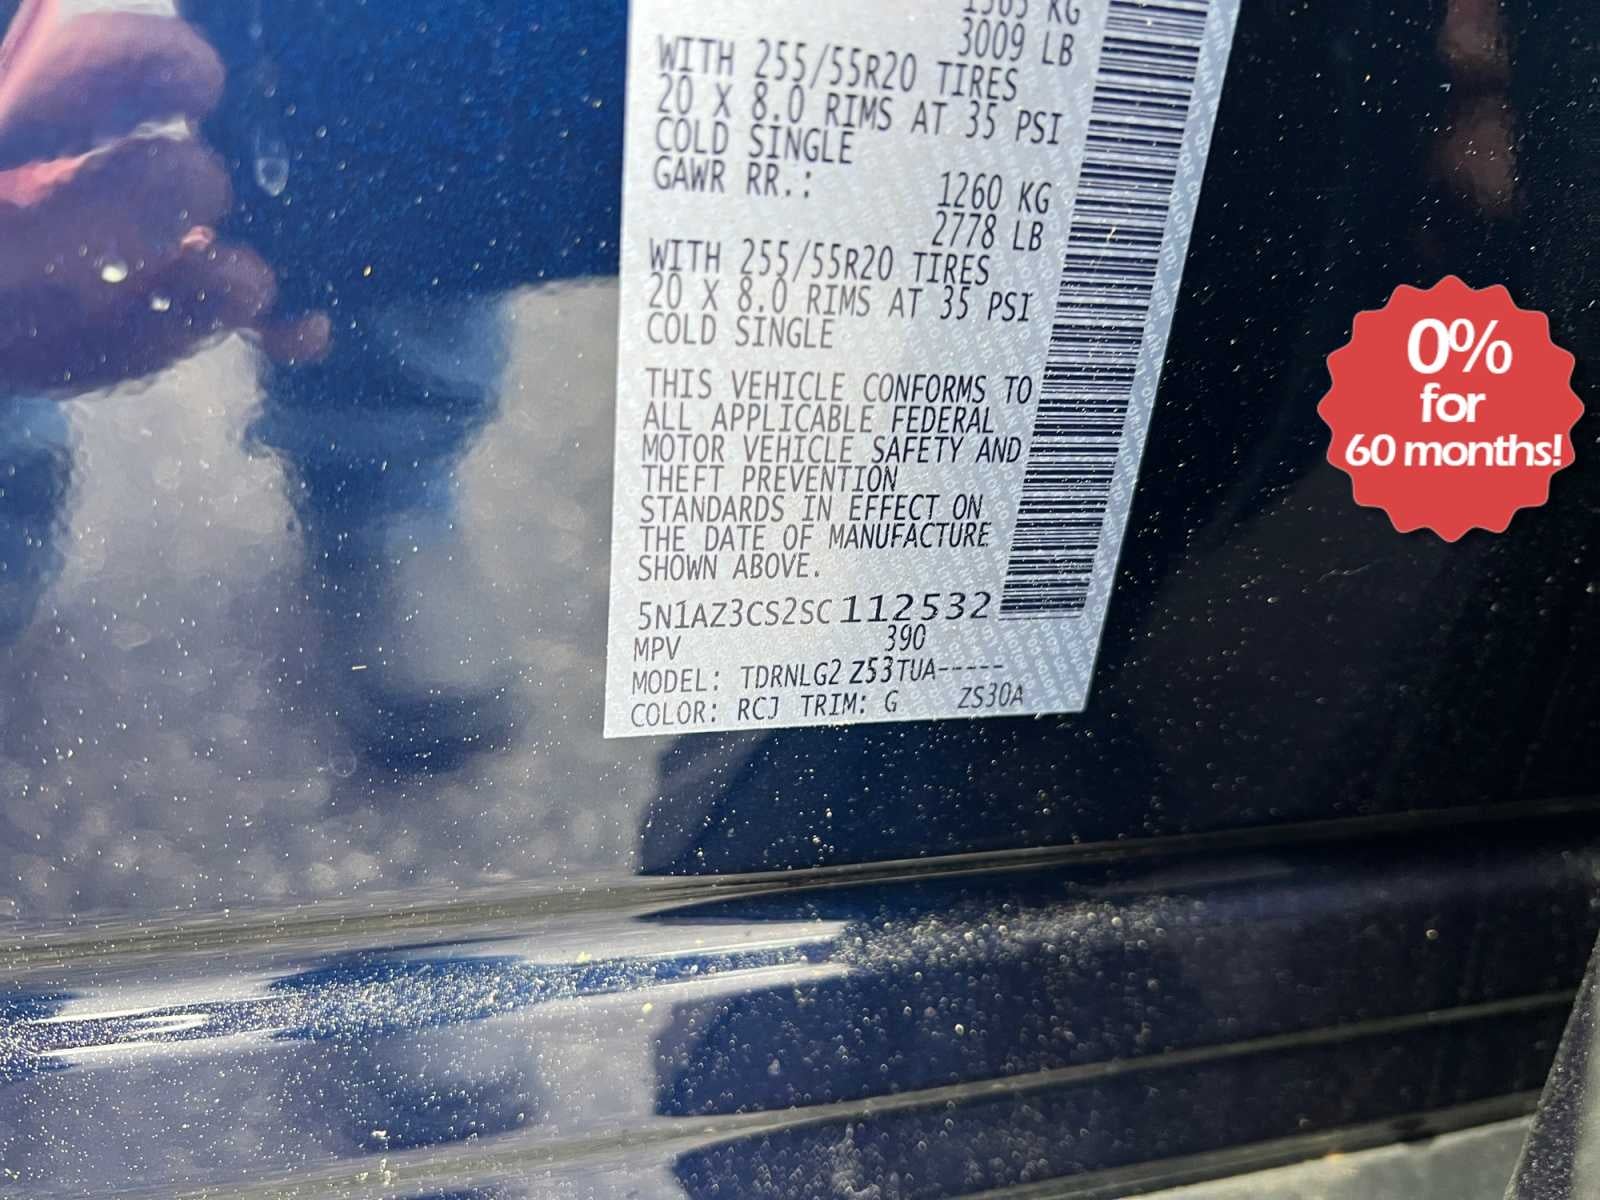 KG
3009 LB
WITH 255/55R20 TIRES
20 X 8.0 RIMS AT 35 PSI
COLD SINGLE
GAWR RR.: 1260 KG
2778 LB
WITH 255/55R20 TIRES
20 X 8.0 RIMS AT 35 PSI
COLD SINGLE
THIS VEHICLE CONFORMS TO
ALL APPLICABLE FEDERAL
MOTOR VEHICLE SAFETY AND
THEFT PREVENTION
STANDARDS IN EFFECT ON
THE DATE OF MANUFACTURE
SHOWN ABOVE.
5N1AZ3CS2SC112532
MPV 390
MODEL: TDRNLG2 Z53TUA-----
COLOR: RCJ TRIM: G ZS30A
0%
for
60 months!